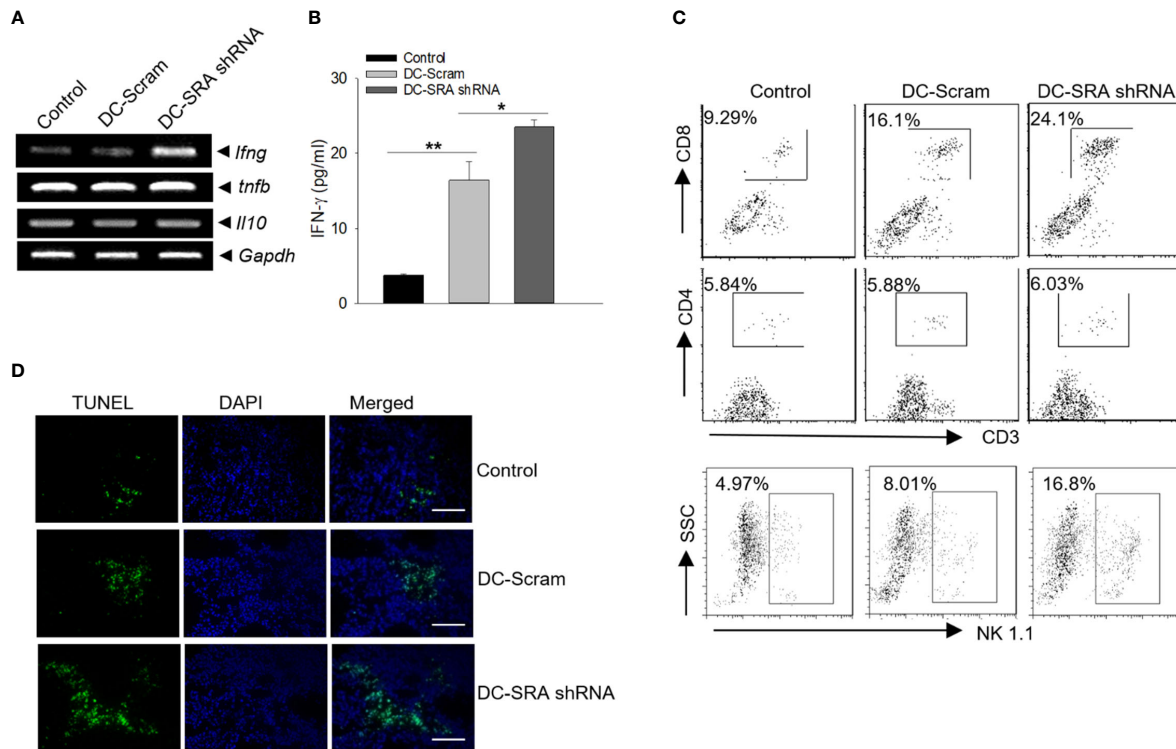 A
Control
DC-Scram
DC-SRA shRNA
Ifng
tnfb
Il10
Gapdh
B
Control
DC-Scram
DC-SRA shRNA
IFN-γ (pg/ml)
30
20
10
0
**
*
C
Control
DC-Scram
DC-SRA shRNA
CD8
9.29%
16.1%
24.1%
CD4
5.84%
5.88%
6.03%
CD3
SSC
4.97%
8.01%
16.8%
NK 1.1
D
TUNEL
DAPI
Merged
Control
DC-Scram
DC-SRA shRNA